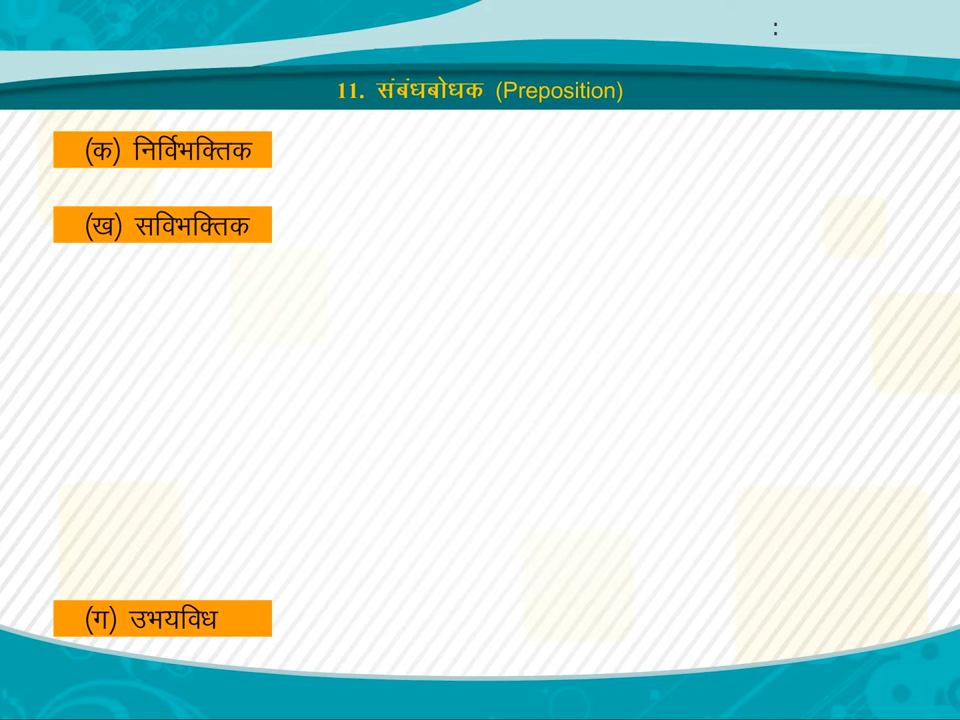 :
11. संबंधबोधक (Preposition)
(क) निर्विभक्तिक
(ख) सविभक्तिक
(ग) उभयविध